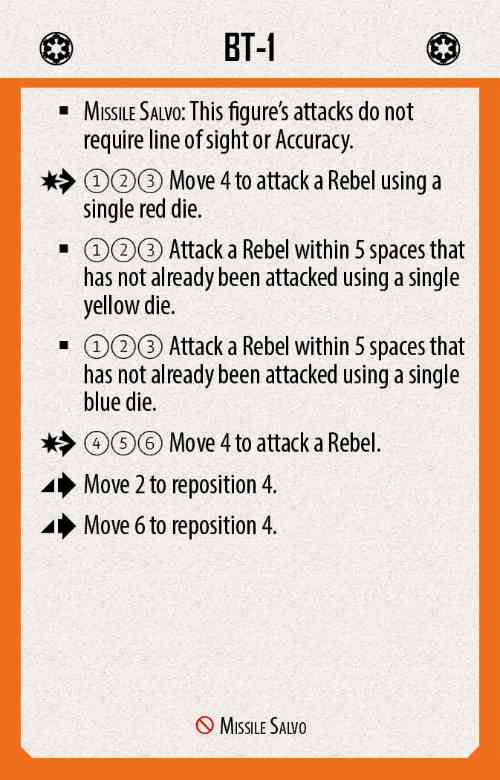 BT-1
▪ Missile Salvo: This figure's attacks do not
require line of sight or Accuracy.
①②③ Move 4 to attack a Rebel using a
single red die.
▪ ①②③ Attack a Rebel within 5 spaces that
has not already been attacked using a single
yellow die.
▪ ①②③ Attack a Rebel within 5 spaces that
has not already been attacked using a single
blue die.
④⑤⑥ Move 4 to attack a Rebel.
Move 2 to reposition 4.
Move 6 to reposition 4.
Missile Salvo